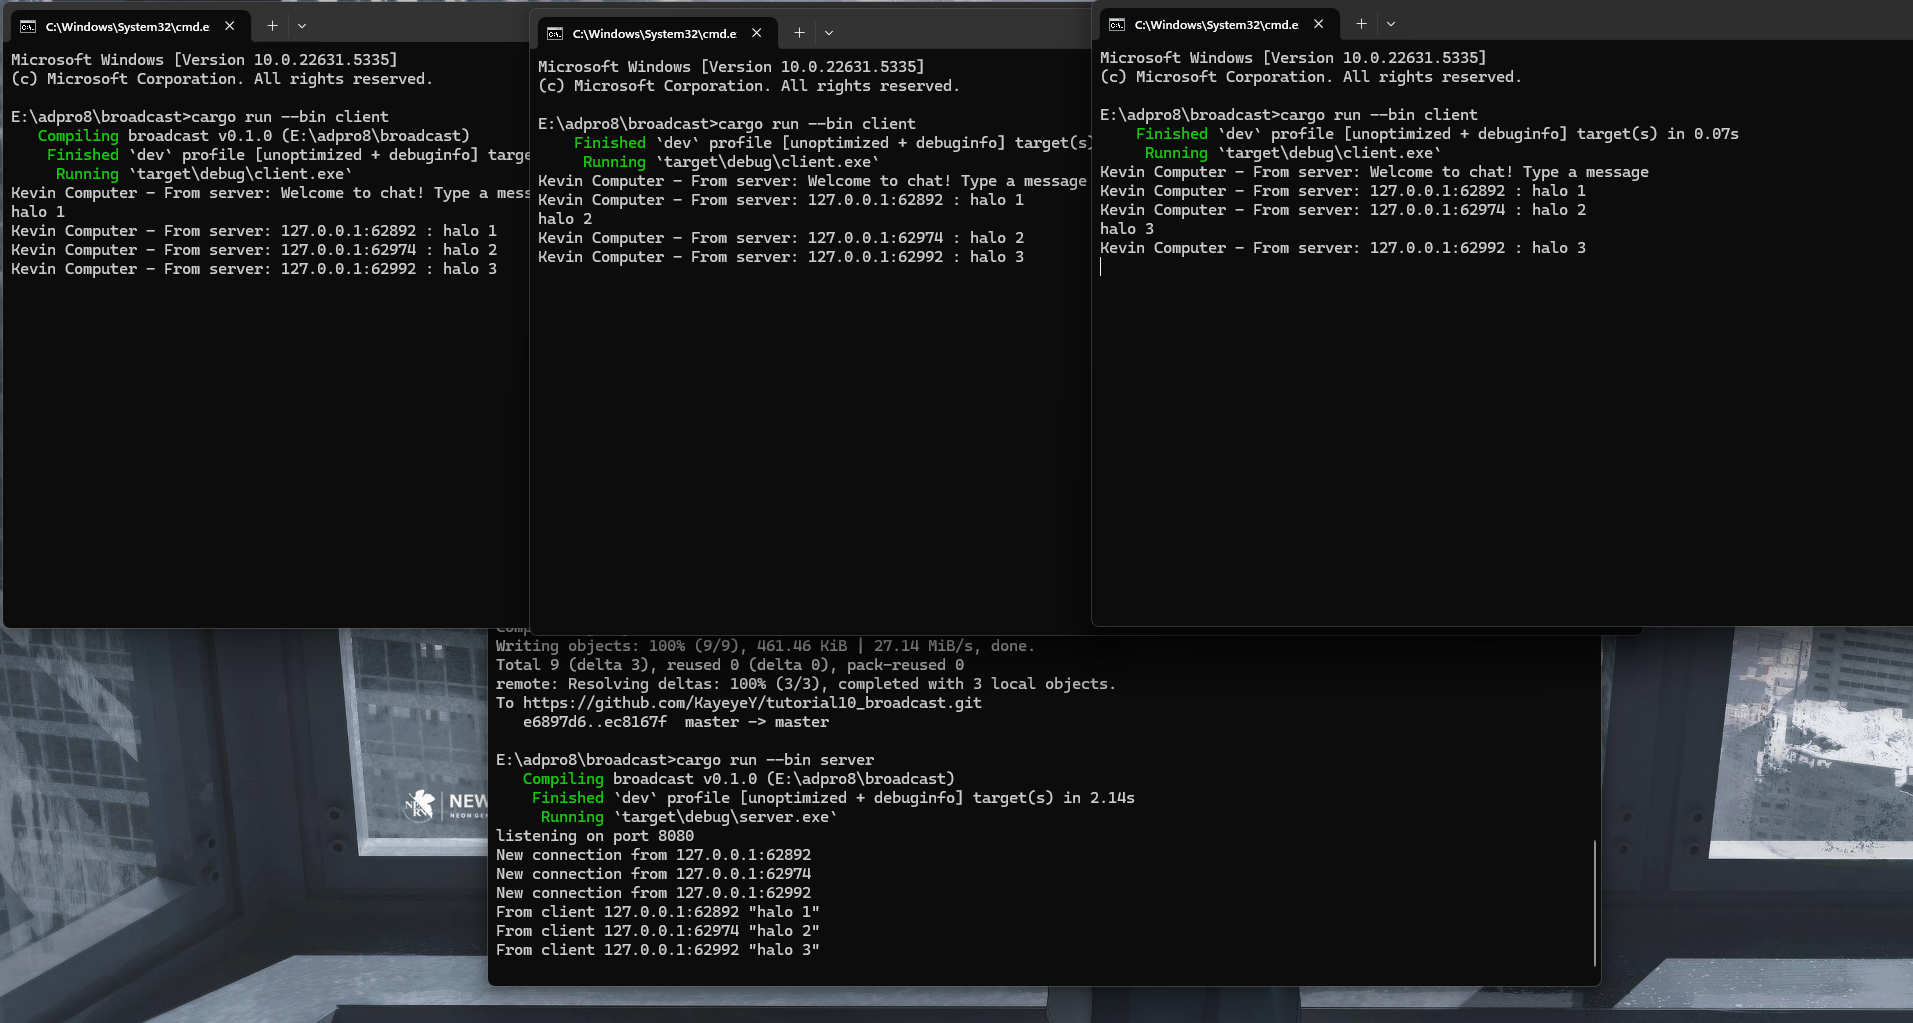 C:\Windows\System32\cmd.e
Microsoft Windows [Version 10.0.22631.5335]
(c) Microsoft Corporation. All rights reserved.
E:\adpro8\broadcast>cargo run --bin client
Compiling broadcast v0.1.0 (E:\adpro8\broadcast)
Finished `dev` profile [unoptimized + debuginfo] targe
Running `target\debug\client.exe`
Kevin Computer - From server: Welcome to chat! Type a mess
halo 1
Kevin Computer - From server: 127.0.0.1:62892 : halo 1
Kevin Computer - From server: 127.0.0.1:62974 : halo 2
Kevin Computer - From server: 127.0.0.1:62992 : halo 3
C:\Windows\System32\cmd.e
Microsoft Windows [Version 10.0.22631.5335]
(c) Microsoft Corporation. All rights reserved.
E:\adpro8\broadcast>cargo run --bin client
Finished `dev` profile [unoptimized + debuginfo] target(s)
Running `target\debug\client.exe`
Kevin Computer - From server: Welcome to chat! Type a message
Kevin Computer - From server: 127.0.0.1:62892 : halo 1
halo 2
Kevin Computer - From server: 127.0.0.1:62974 : halo 2
Kevin Computer - From server: 127.0.0.1:62992 : halo 3
C:\Windows\System32\cmd.e
Microsoft Windows [Version 10.0.22631.5335]
(c) Microsoft Corporation. All rights reserved.
E:\adpro8\broadcast>cargo run --bin client
Finished `dev` profile [unoptimized + debuginfo] target(s) in 0.07s
Running `target\debug\client.exe`
Kevin Computer - From server: Welcome to chat! Type a message
Kevin Computer - From server: 127.0.0.1:62892 : halo 1
Kevin Computer - From server: 127.0.0.1:62974 : halo 2
halo 3
Kevin Computer - From server: 127.0.0.1:62992 : halo 3
Writing objects: 100% (9/9), 461.46 KiB | 27.14 MiB/s, done.
Total 9 (delta 3), reused 0 (delta 0), pack-reused 0
remote: Resolving deltas: 100% (3/3), completed with 3 local objects.
To https://github.com/KayeyeY/tutorial10_broadcast.git
e6897d6..ec8167f  master -> master
E:\adpro8\broadcast>cargo run --bin server
Compiling broadcast v0.1.0 (E:\adpro8\broadcast)
Finished `dev` profile [unoptimized + debuginfo] target(s) in 2.14s
Running `target\debug\server.exe`
listening on port 8080
New connection from 127.0.0.1:62892
New connection from 127.0.0.1:62974
New connection from 127.0.0.1:62992
From client 127.0.0.1:62892 "halo 1"
From client 127.0.0.1:62974 "halo 2"
From client 127.0.0.1:62992 "halo 3"
NEW
NEON GE